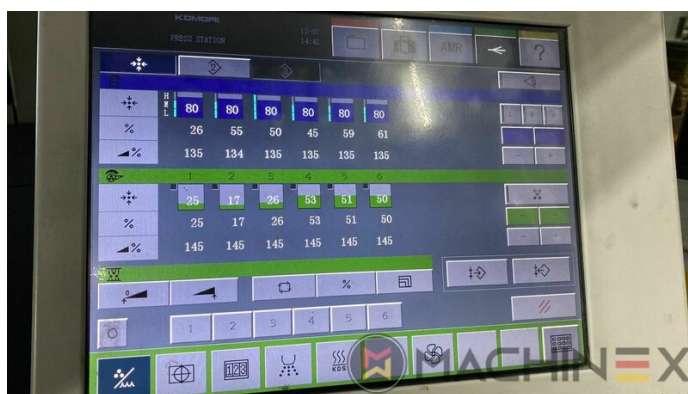 KOMORI
PRESS STATION 12-07
14:42
AMR ?
H
M
L
80 80 80 80 80 80
% 26 55 50 45 59 61
% 135 134 135 135 135 135
1 2 3 4 5 6
25 17 26 53 51 50
% 25 17 26 53 51 50
% 145 145 145 145 145 145
- +
0 %
1 2 3 4 5 6
% 123 KDS
MACHINEX